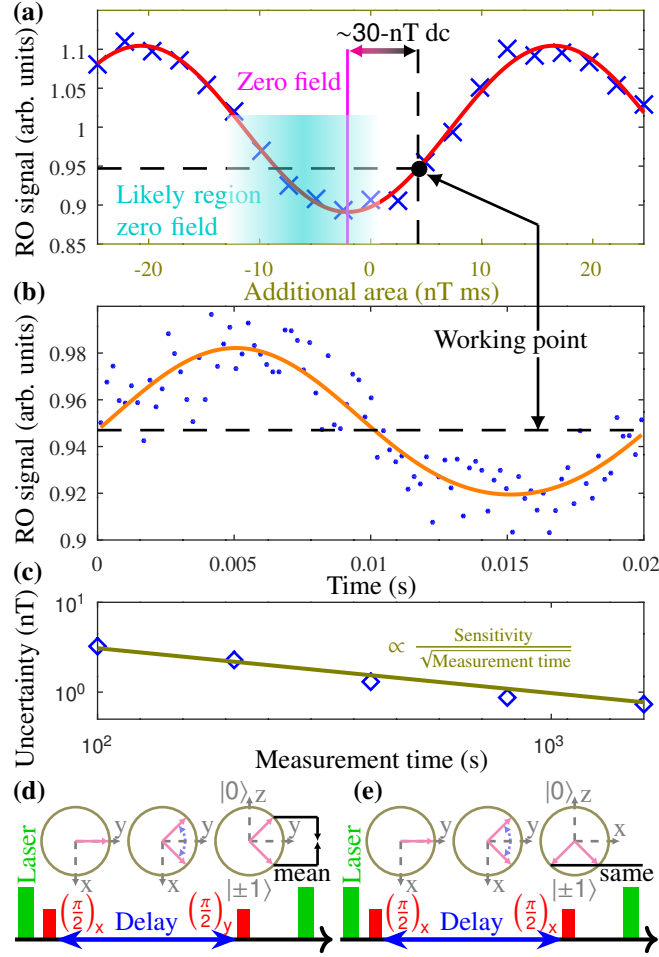 (a)
RO signal (arb. units)
1.1
1.05
1
0.95
0.9
0.85
~30-nT dc
Zero field
Likely region
zero field
-20
-10
0
10
20
Additional area (nT ms)
(b)
RO signal (arb. units)
0.98
0.96
0.94
0.92
0.9
Working point
0
0.005
0.01
0.015
0.02
Time (s)
(c)
Uncertainty (nT)
10¹
10⁰
∝ Sensitivity
√Measurement time
10²
10³
Measurement time (s)
(d)
|0⟩
z
y
y
y
x
x
|±1⟩
mean
Laser
(π/2)ₓ
Delay
(π/2)y
(e)
|0⟩
z
y
y
x
x
x
|±1⟩
same
Laser
(π/2)ₓ
Delay
(π/2)ₓ